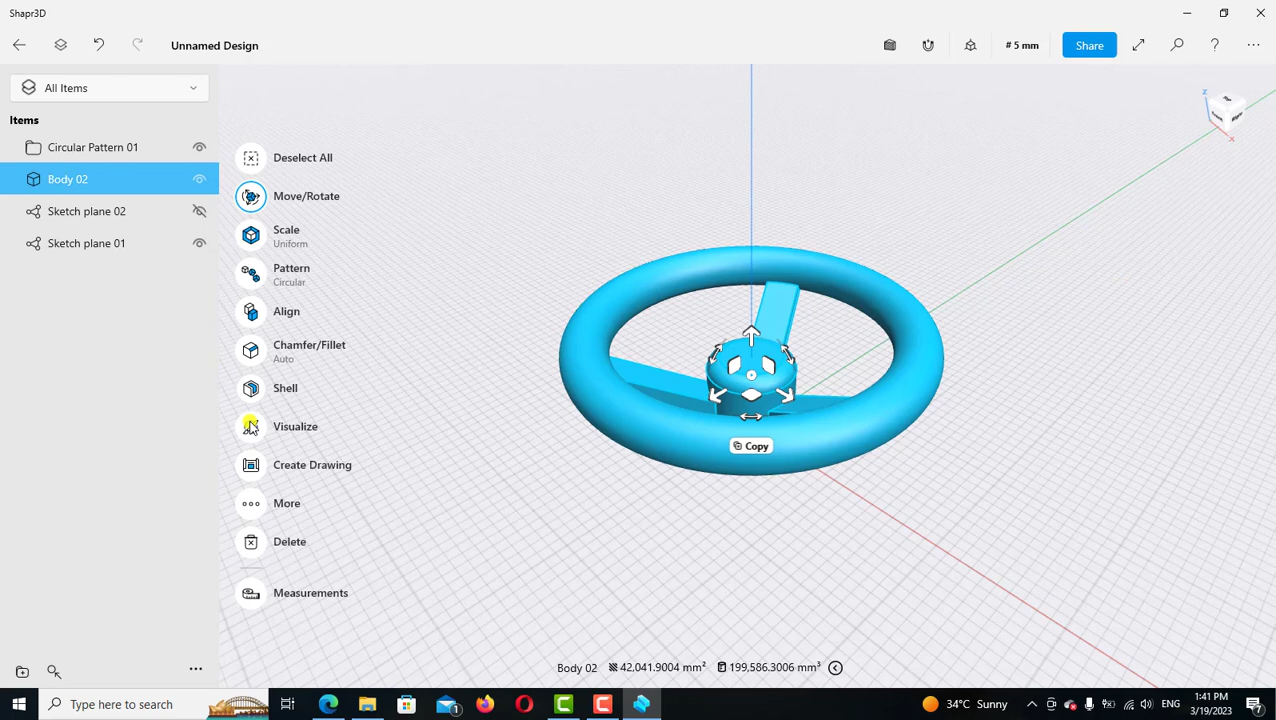 Shapr3D
Unnamed Design
# 5 mm
Share
All Items
Items
Circular Pattern 01
Body 02
Sketch plane 02
Sketch plane 01
Deselect All
Move/Rotate
Scale
Uniform
Pattern
Circular
Align
Chamfer/Fillet
Auto
Shell
Visualize
Create Drawing
More
Delete
Measurements
Copy
Z
X
Right
Body 02 42,041.9004 mm² 199,586.3006 mm³
Type here to search
1
34°C Sunny
ENG
1:41 PM
3/19/2023
7